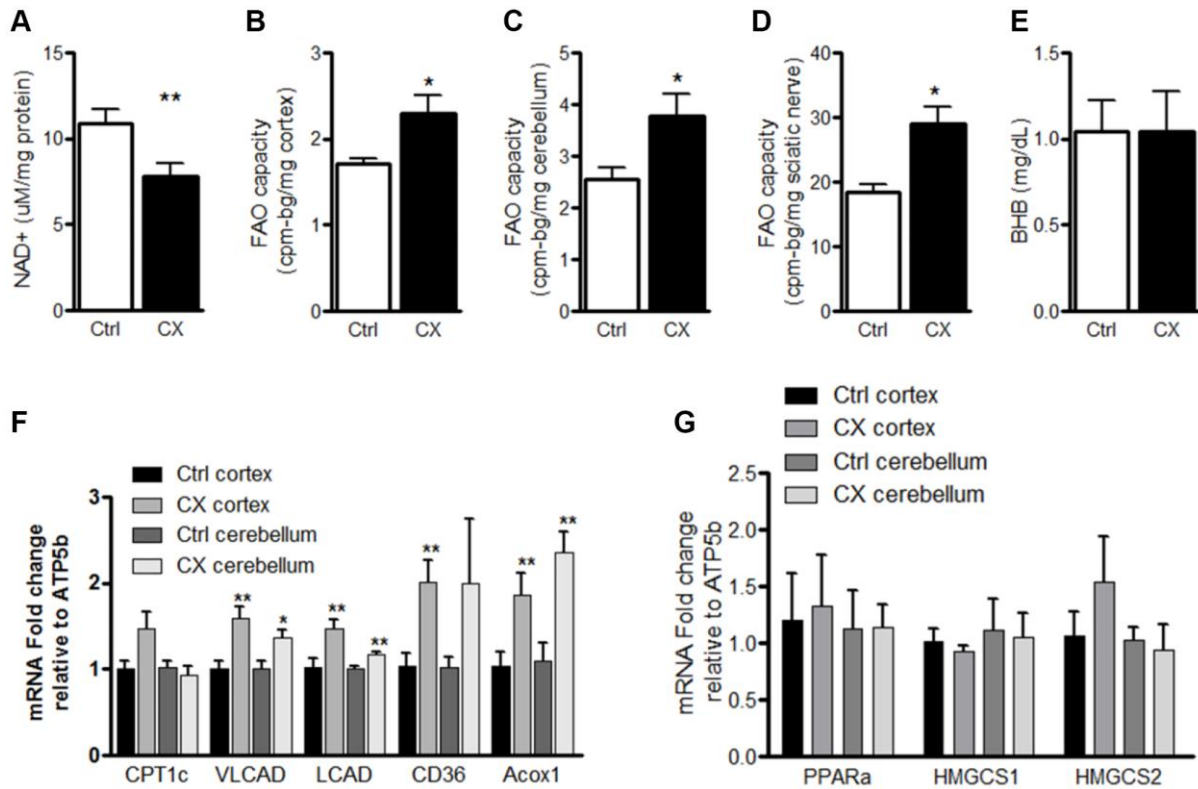 A
NAD+ (uM/mg protein)
15
10
5
0
Ctrl
CX
**
B
FAO capacity
(cpm-bg/mg cortex)
3
2
1
0
Ctrl
CX
*
C
FAO capacity
(cpm-bg/mg cerebellum)
5
4
3
2
1
0
Ctrl
CX
*
D
FAO capacity
(cpm-bg/mg sciatic nerve)
40
30
20
10
0
Ctrl
CX
*
E
BHB (mg/dL)
1.5
1.0
0.5
0.0
Ctrl
CX
F
Ctrl cortex
CX cortex
Ctrl cerebellum
CX cerebellum
mRNA Fold change
relative to ATP5b
3
2
1
0
** * ** ** ** ** **
CPT1c VLCAD LCAD CD36 Acox1
G
Ctrl cortex
CX cortex
Ctrl cerebellum
CX cerebellum
mRNA Fold change
relative to ATP5b
2.5
2.0
1.5
1.0
0.5
0.0
PPARa HMGCS1 HMGCS2